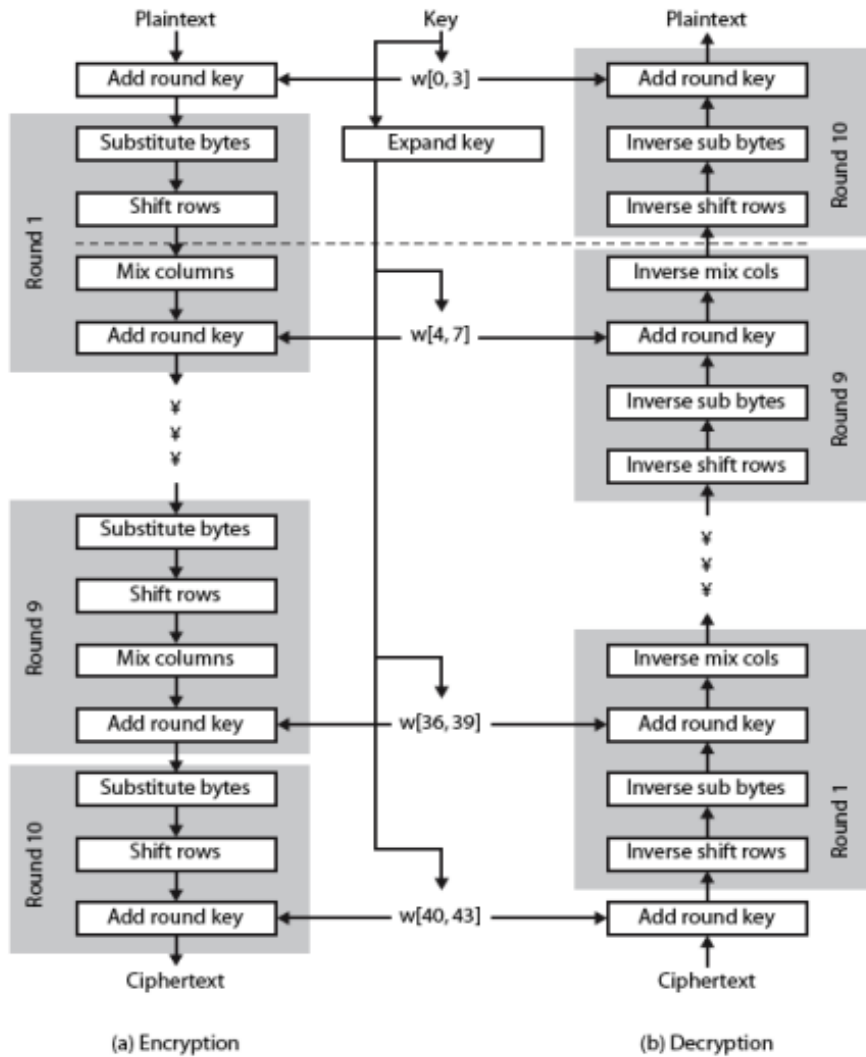 Plaintext
Key
Plaintext
Add round key
w[0, 3]
Add round key
Substitute bytes
Expand key
Inverse sub bytes
Round 10
Shift rows
Inverse shift rows
Round 1
Mix columns
Inverse mix cols
Add round key
w[4, 7]
Add round key
Round 9
¥
Inverse sub bytes
¥
¥
Inverse shift rows
Substitute bytes
¥
Shift rows
¥
¥
Round 9
Mix columns
Inverse mix cols
Add round key
w[36, 39]
Add round key
Substitute bytes
Inverse sub bytes
Round 1
Round 10
Shift rows
Inverse shift rows
Add round key
w[40, 43]
Add round key
Ciphertext
Ciphertext
(a) Encryption
(b) Decryption